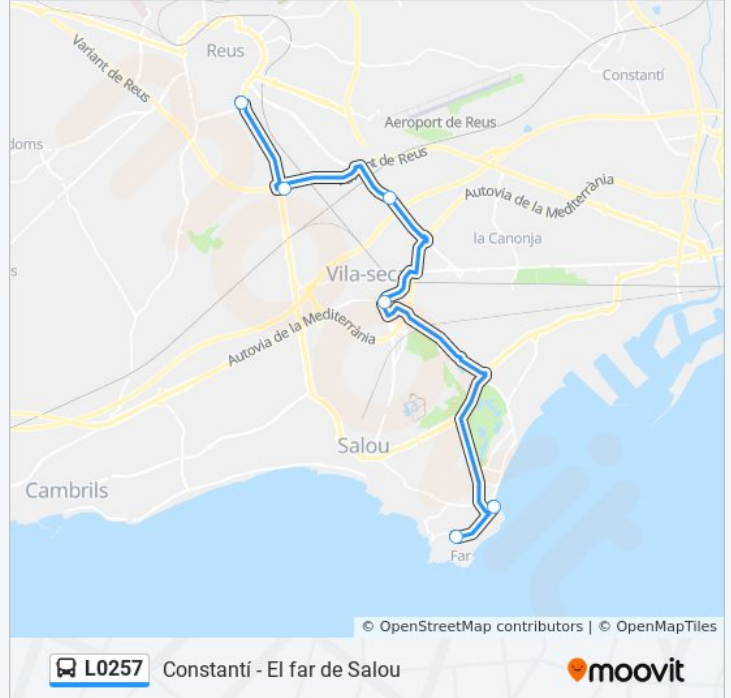 Reus
Variant de Reus
Constantí
Aeroport de Reus
doms
nt de Reus
Autovia de la Mediterrània
la Canonja
s
Vila-sec
Autovia de la Mediterrània
Salou
Cambrils
Far
© OpenStreetMap contributors | © OpenMapTiles
L0257 Constantí - El far de Salou
moovit